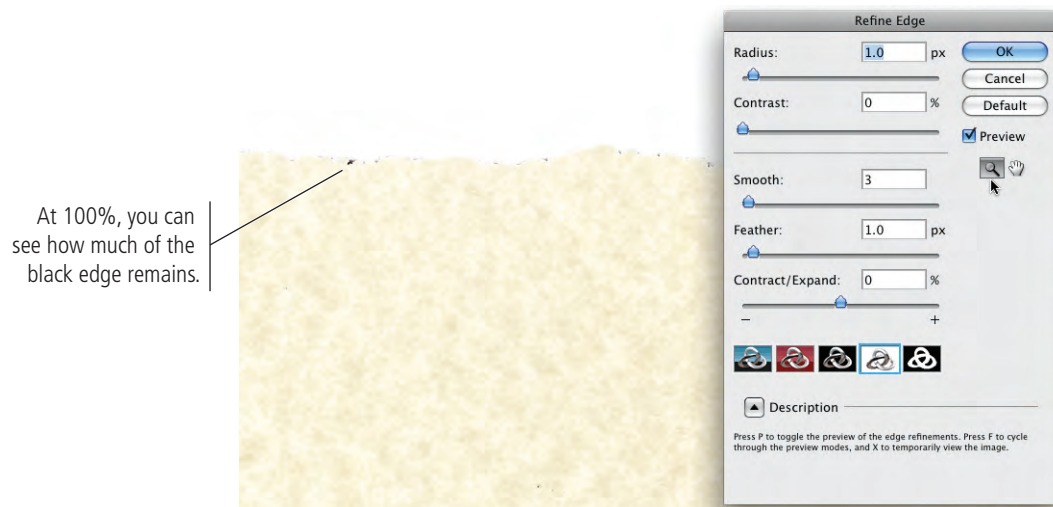 Refine Edge
Radius: 1.0 px
OK
Cancel
Contrast: 0 %
Default
Preview
Smooth: 3
At 100%, you can
see how much of the
black edge remains.
Feather: 1.0 px
Contract/Expand: 0 %
− +
Description
Press P to toggle the preview of the edge refinements. Press F to cycle
through the preview modes, and X to temporarily view the image.